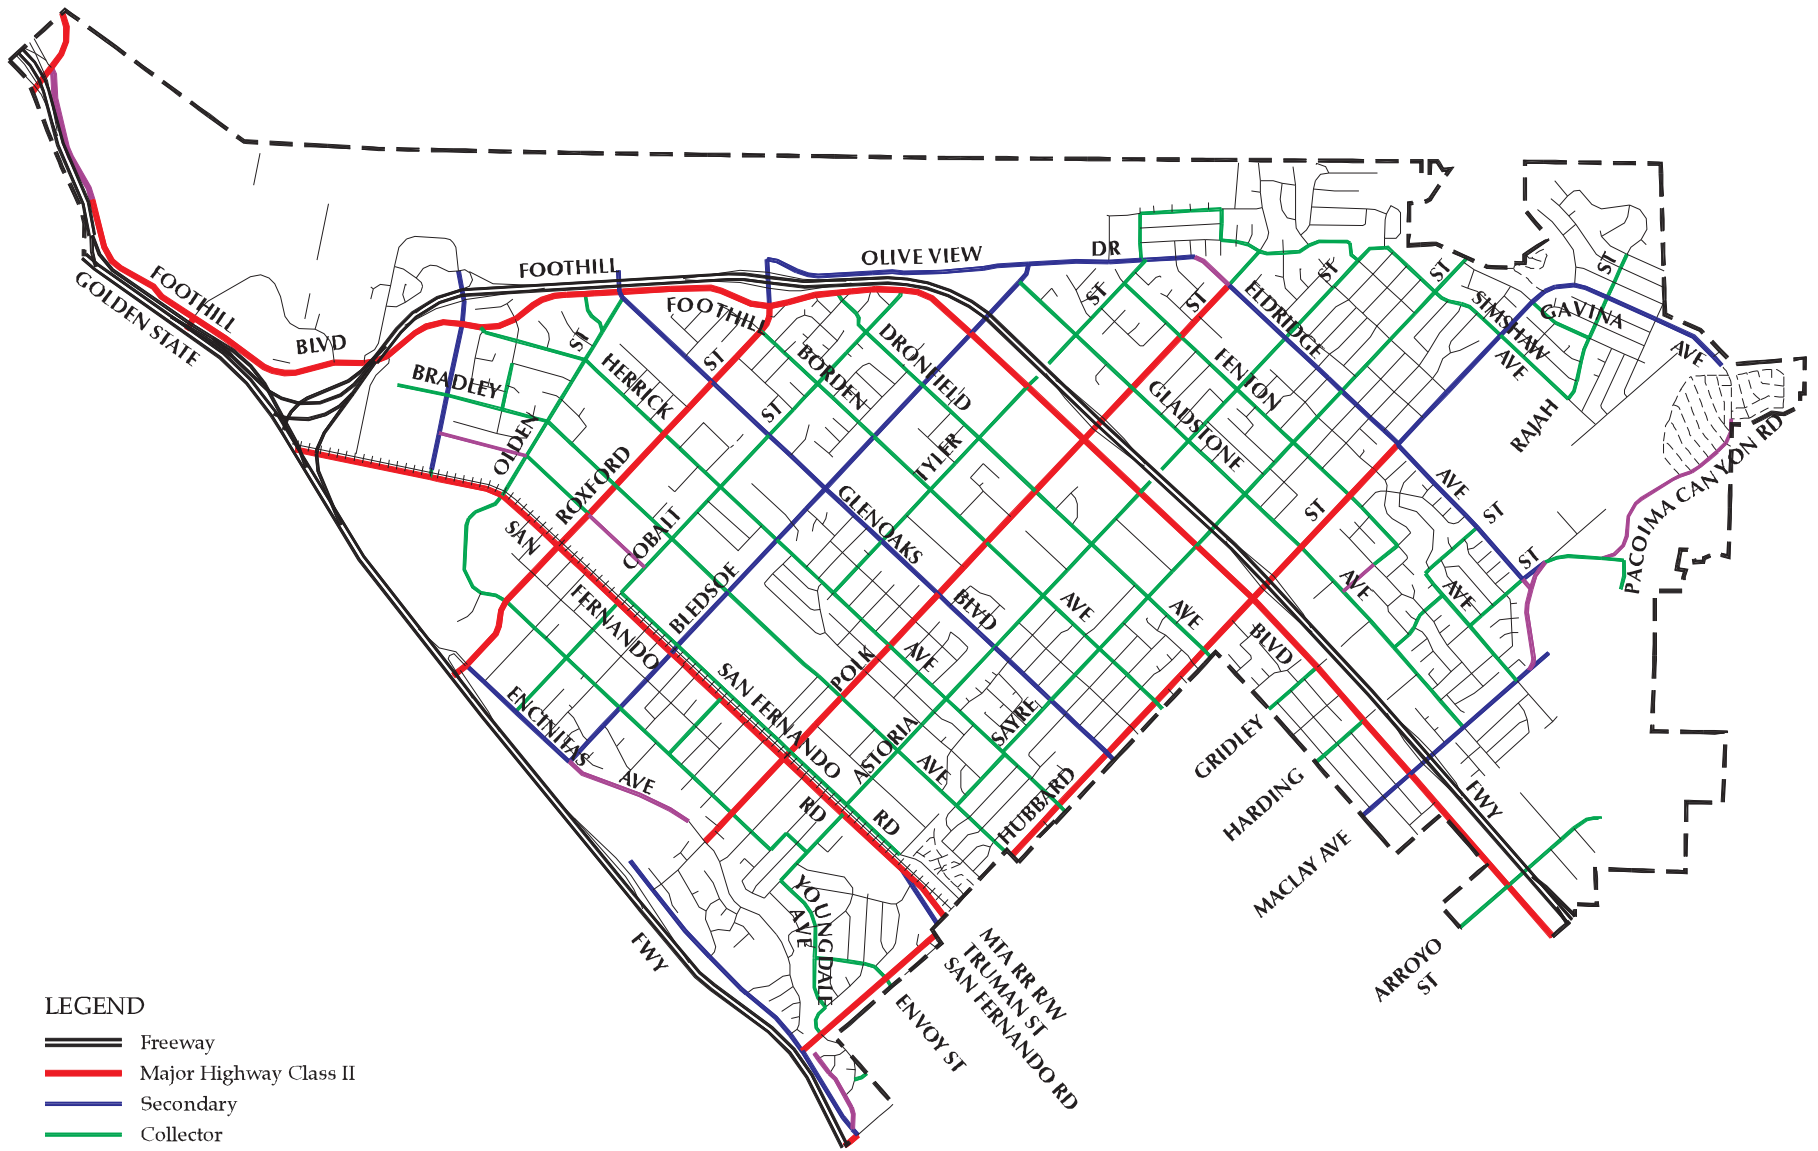 FOOTHILL
BLVD
GOLDEN STATE
FOOTHILL
FOOTHILL
OLIVE VIEW
DR
ST
ST
ST
ST
ST
ST
ST
ST
BRADLEY
OLDEN
HERRICK
BORDEN
DRONFIELD
ELDRIDGE
FENTON
GLADSTONE
SIMSHAW
AVE
GAVINA
AVE
RAJAH
PACOIMA CANYON RD
ROXFORD
COBALT
TYLER
GLENOAKS
BLVD
BLEDSOE
SAN
FERNANDO
RD
SAN FERNANDO
RD
POLK
ASTORIA
SAYRE
HUBBARD
AVE
AVE
AVE
AVE
AVE
AVE
AVE
ST
ST
ST
BLVD
ENCINITAS
AVE
YOUNGDALE
AVE
FWY
FWY
GRIDLEY
HARDING
MACLAY AVE
ARROYO
ST
MTA RR R/W
TRUMAN ST
SAN FERNANDO RD
ENVOY ST
LEGEND
Freeway
Major Highway Class II
Secondary
Collector